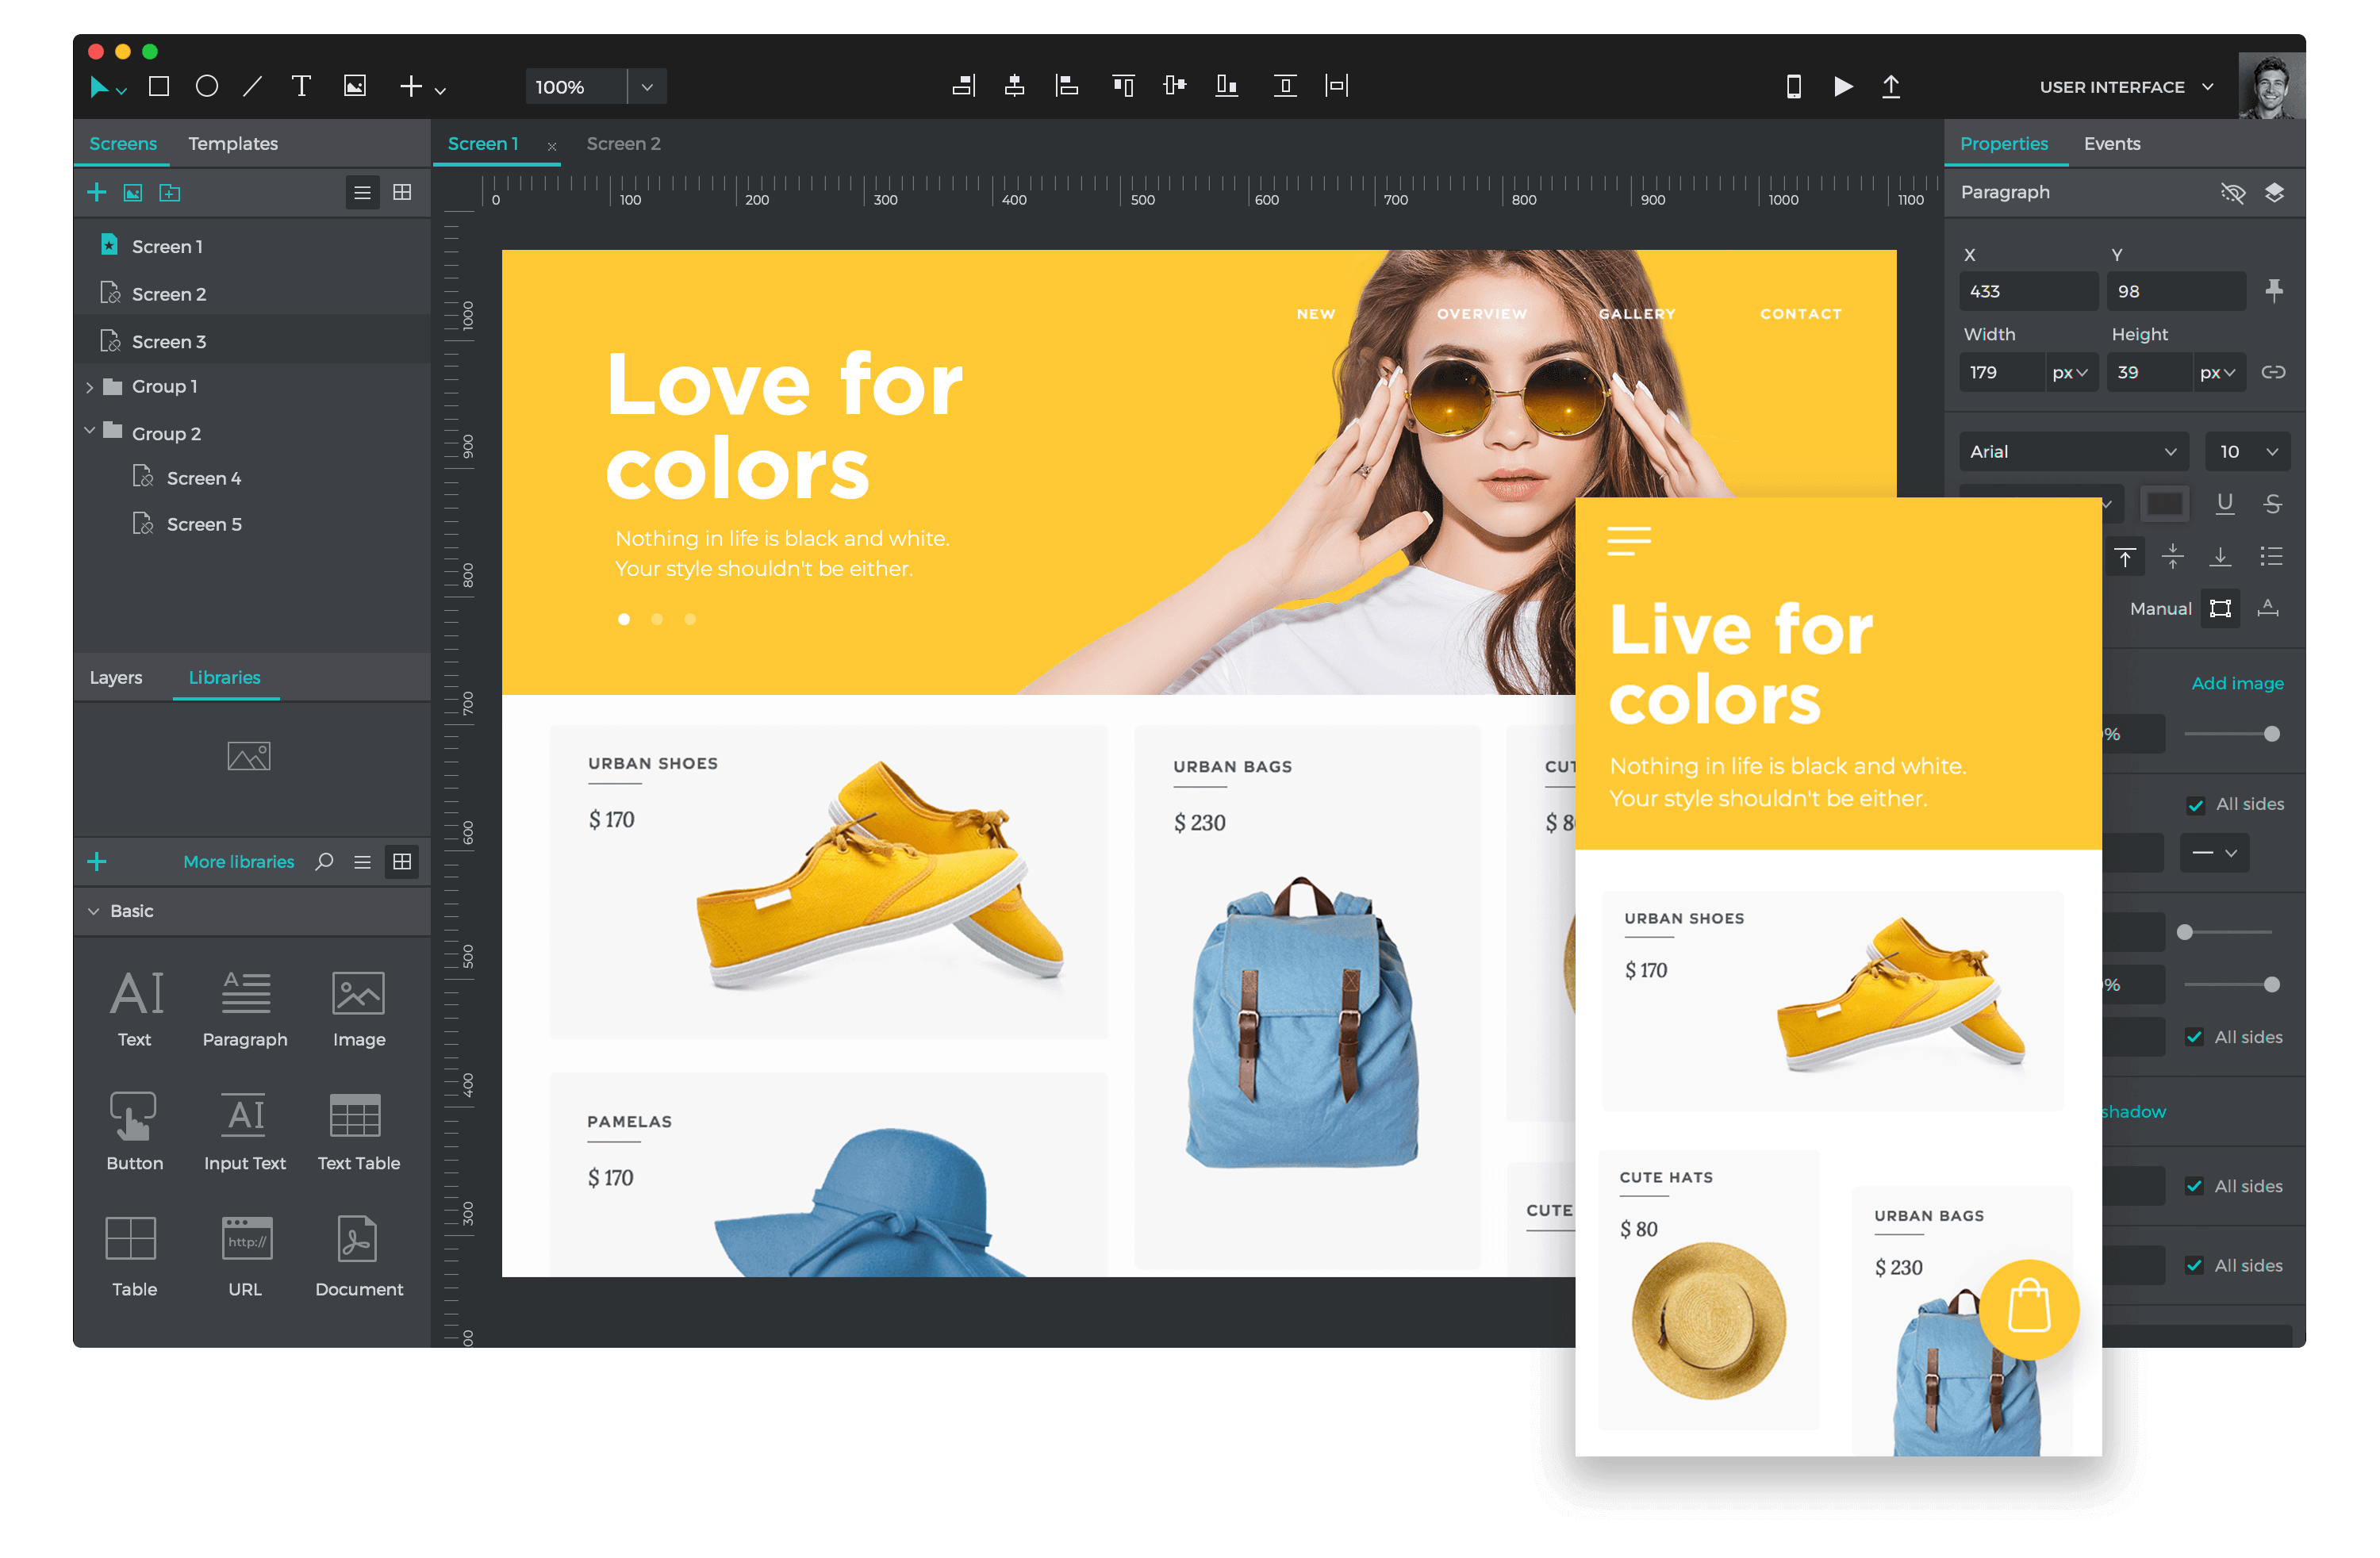 T
100%
USER INTERFACE
Screens
Templates
Screen 1
Screen 2
Properties
Events
Paragraph
0
100
200
300
400
500
600
700
800
900
1000
1100
Screen 1
Screen 2
Screen 3
Group 1
Group 2
Screen 4
Screen 5
Layers
Libraries
More libraries
Basic
AI
Text
A
Paragraph
Image
Button
AI
Input Text
Text Table
Table
http://
URL
Document
1000
900
800
700
600
500
400
300
00
NEW
OVERVIEW
GALLERY
CONTACT
Love for
colors
Nothing in life is black and white.
Your style shouldn't be either.
URBAN SHOES
$ 170
URBAN BAGS
$ 230
CUT
$ 8
PAMELAS
$ 170
CUTE
Live for
colors
Nothing in life is black and white.
Your style shouldn't be either.
URBAN SHOES
$ 170
CUTE HATS
$ 80
URBAN BAGS
$ 230
X
Y
433
98
Width
Height
179
px
39
px
Arial
10
U
S
Manual
A
Add image
%
All sides
%
All sides
shadow
All sides
All sides